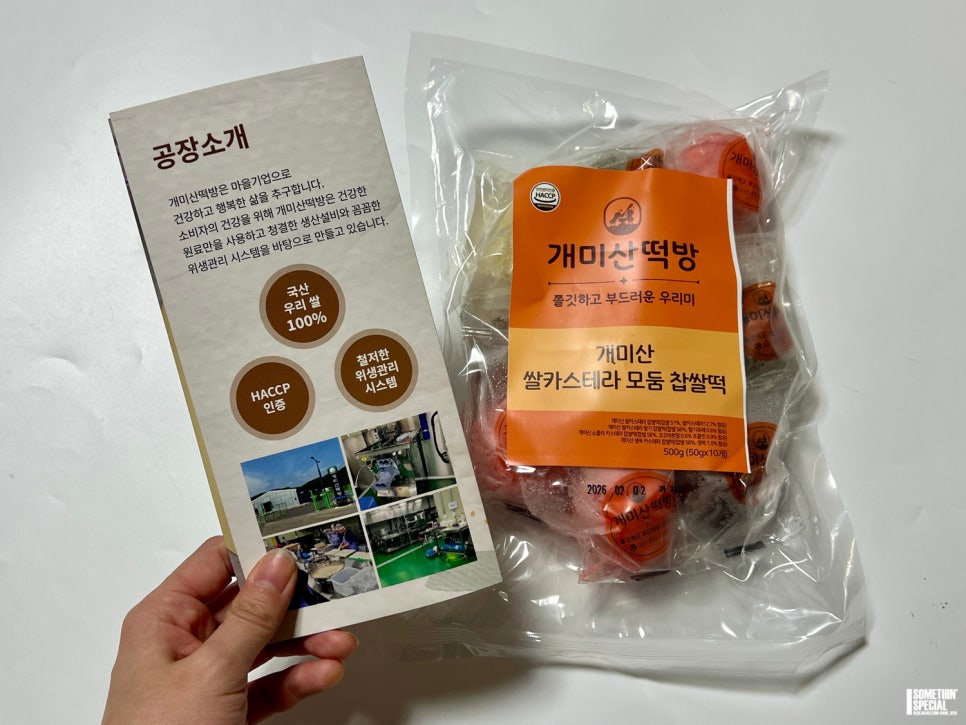 공장소개
개미산떡방은 마을기업으로
건강하고 행복한 삶을 추구합니다.
소비자의 건강을 위해 개미산떡방은 건강한
원료만을 사용하고 청결한 생산설비와 꼼꼼한
위생관리 시스템을 바탕으로 만들고 있습니다.
국산
우리 쌀
100%
HACCP
인증
철저한
위생관리
시스템
HACCP
개미산떡방
쫄깃하고 부드러운 우리미
개미산
쌀카스테라 모둠 찹쌀떡
500g (50gx10개)
2026 02 02
개미산떡방
SOMETHIN'
SPECIAL